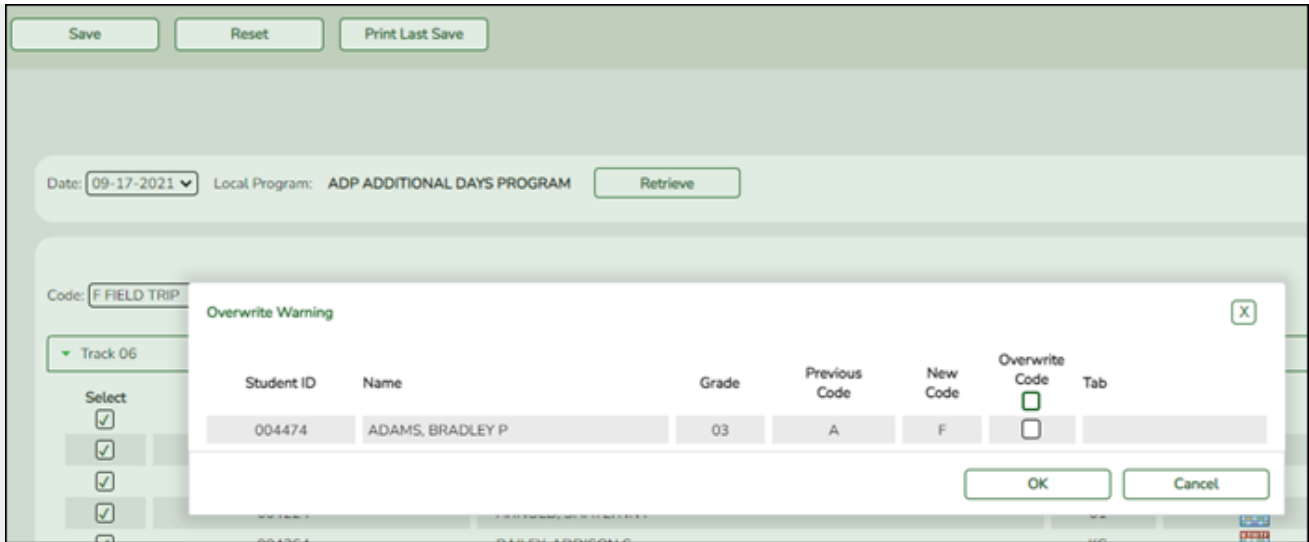 Save Reset Print Last Save
Date: 09-17-2021 Local Program: ADP ADDITIONAL DAYS PROGRAM Retrieve
Code: F FIELD TRIP
Overwrite Warning X
Track 06
Select
Student ID Name Grade Previous Code New Code Overwrite Code Tab
004474 ADAMS, BRADLEY P 03 A F
OK Cancel